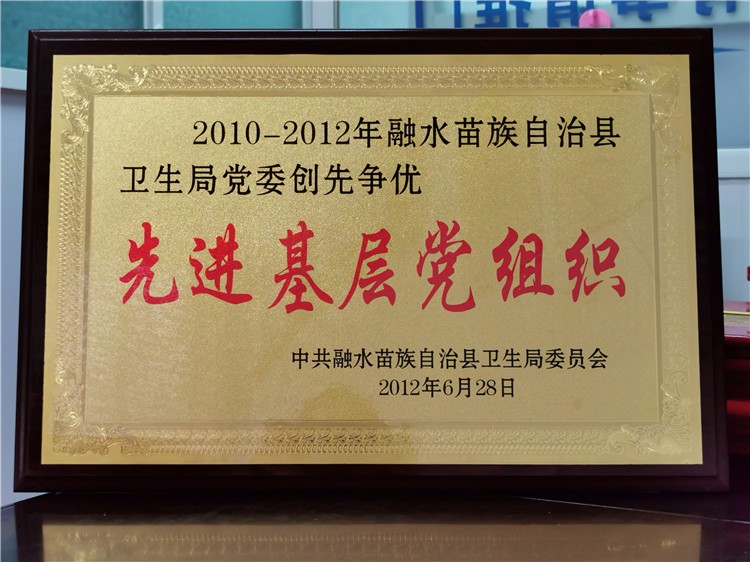 2010-2012年融水苗族自治县
卫生局党委创先争优
先进基层党组织
中共融水苗族自治县卫生局委员会
2012年6月28日